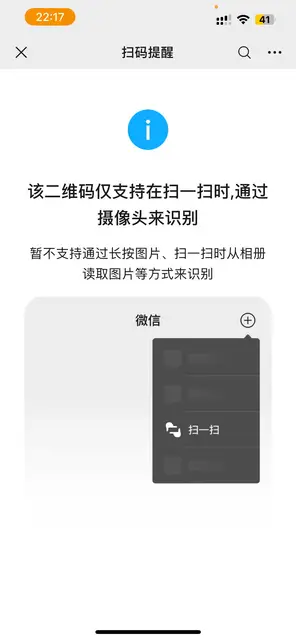 22:17
41
扫码提醒
该二维码仅支持在扫一扫时,通过
摄像头来识别
暂不支持通过长按图片、扫一扫时从相册
读取图片等方式来识别
微信
扫一扫